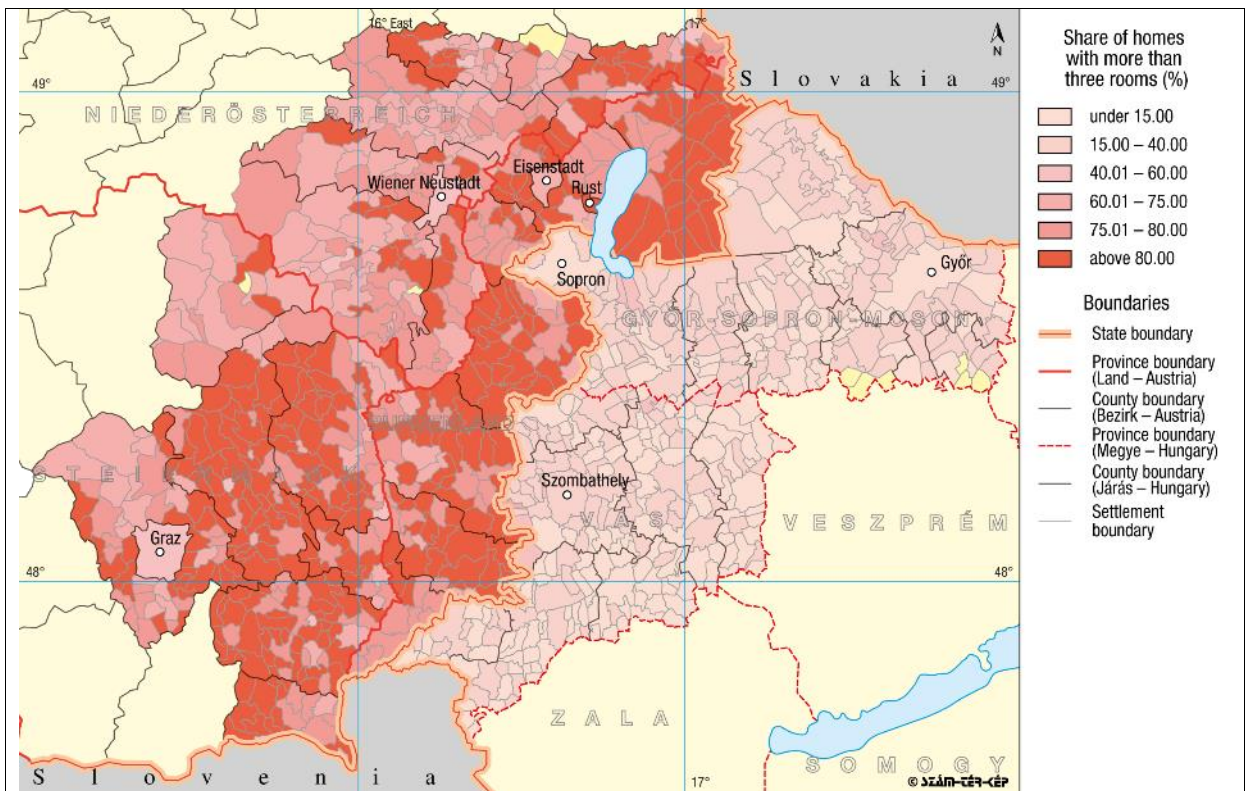 16° East
17°
N
Slovakia
49°
49°
NIEDERÖSTERREICH
Wiener Neustadt
Eisenstadt
Rust
Sopron
Győr
GYŐR-SOPRON-MOSON
STEIERMARK
Graz
Szombathely
VAS
VESZPRÉM
48°
48°
ZALA
SOMOGY
Slovenia
17°
© SZÁM-TÉR-KÉP
Share of homes
with more than
three rooms (%)
under 15.00
15.00 – 40.00
40.01 – 60.00
60.01 – 75.00
75.01 – 80.00
above 80.00
Boundaries
State boundary
Province boundary
(Land – Austria)
County boundary
(Bezirk – Austria)
Province boundary
(Megye – Hungary)
County boundary
(Járás – Hungary)
Settlement
boundary